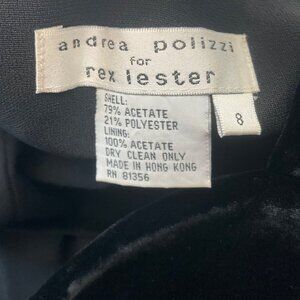 andrea polizzi
for
rex lester
8
SHELL:
79% ACETATE
21% POLYESTER
LINING:
100% ACETATE
DRY CLEAN ONLY
MADE IN HONG KONG
RN 81356